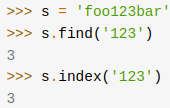 >>> s = 'foo123bar'
>>> s.find('123')
3
>>> s.index('123')
3